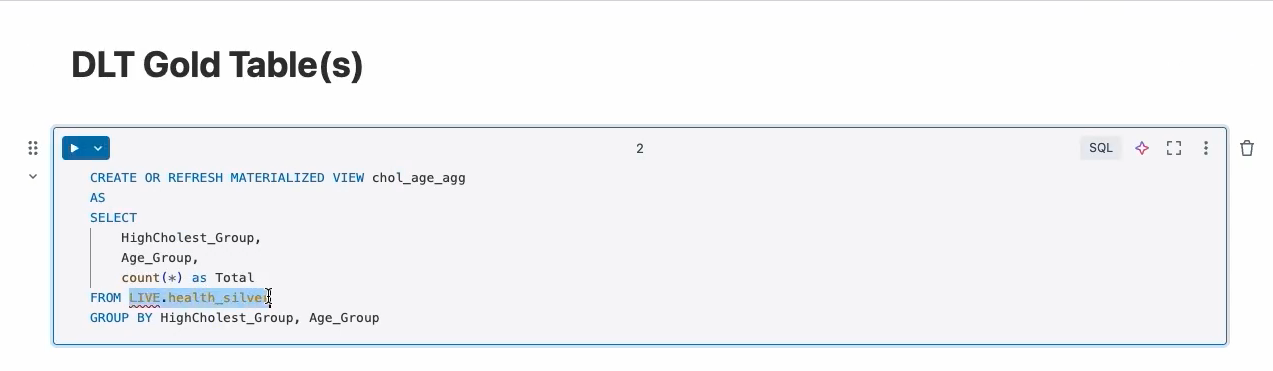 DLT Gold Table(s)
2
SQL
CREATE OR REFRESH MATERIALIZED VIEW chol_age_agg
AS
SELECT
HighCholest_Group,
Age_Group,
count(*) as Total
FROM LIVE.health_silver
GROUP BY HighCholest_Group, Age_Group